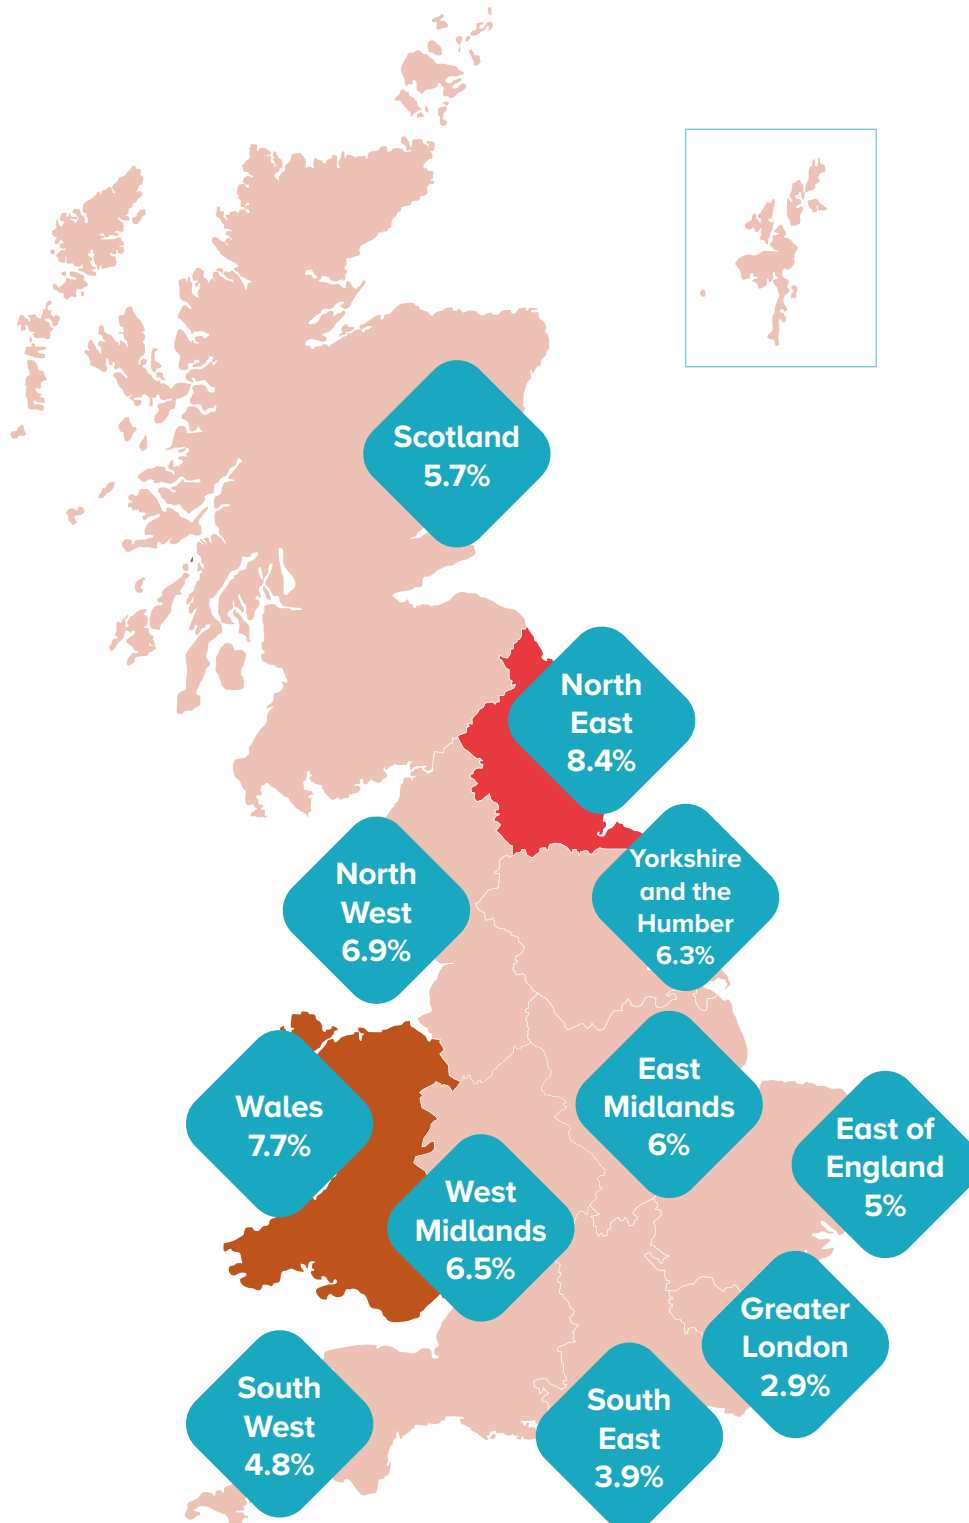 Scotland
5.7%
North
East
8.4%
Yorkshire
and the
Humber
6.3%
North
West
6.9%
East
Midlands
6%
Wales
7.7%
East of
England
5%
West
Midlands
6.5%
Greater
London
2.9%
South
West
4.8%
South
East
3.9%